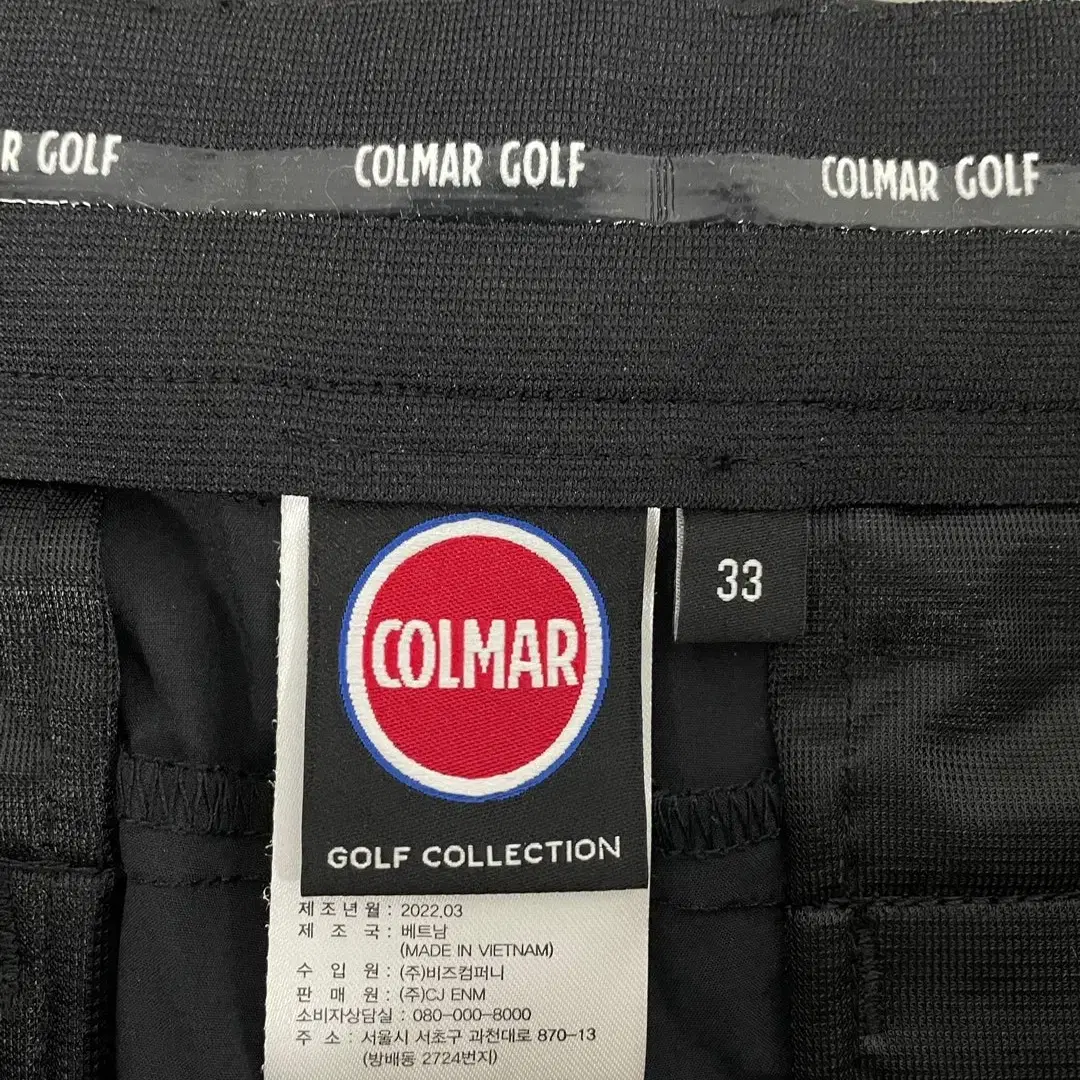 R GOLF COLMAR GOLF COLMAR GOLF
COLMAR
33
GOLF COLLECTION
제조년월 : 2022.03
제 조 국 : 베트남
(MADE IN VIETNAM)
수 입 원 : (주)비즈컴퍼니
판 매 원 : (주)CJ ENM
소비자상담실 : 080-000-8000
주 소 : 서울시 서초구 과천대로 870-13
(방배동 2724번지)